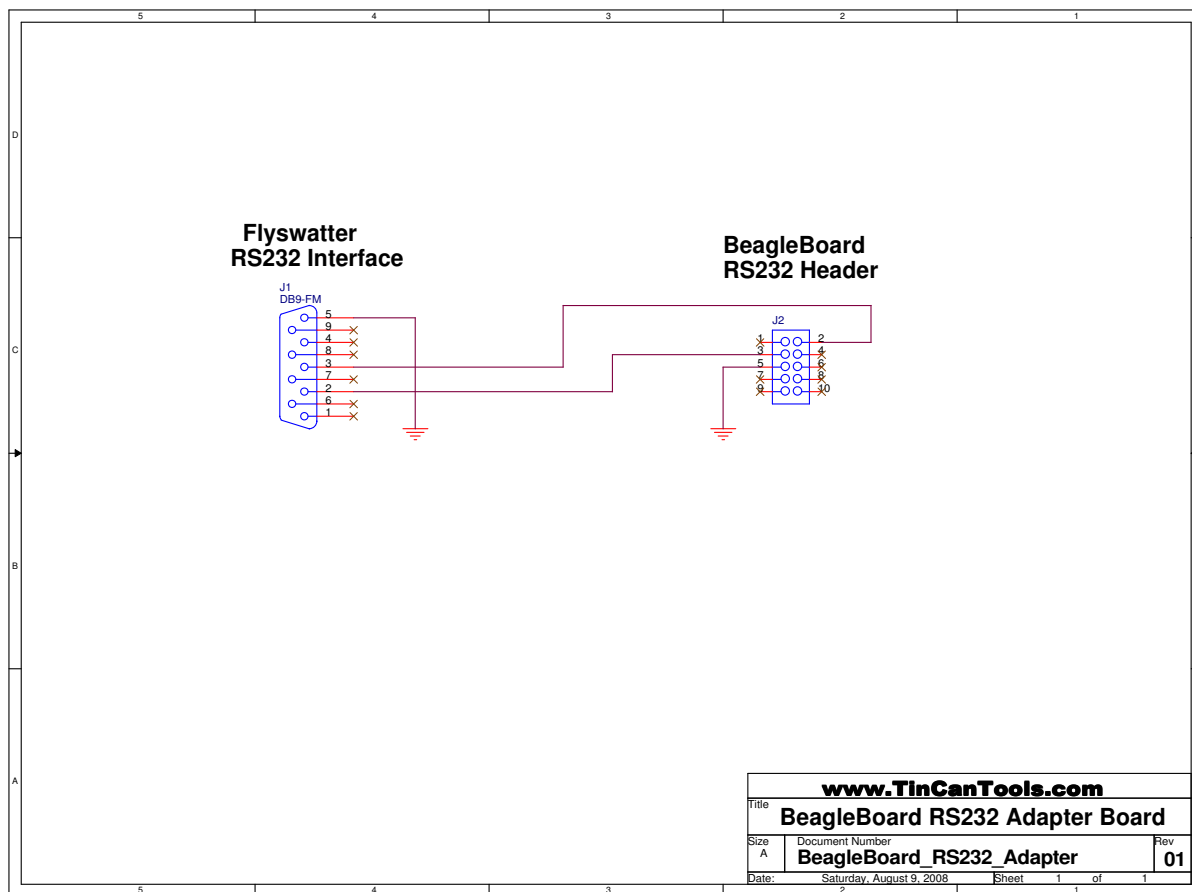 5 4 3 2 1
D
C
B
A
Flyswatter
RS232 Interface
J1
DB9-FM
5
9
4
8
3
7
2
6
1
BeagleBoard
RS232 Header
J2
1 2
3 4
5 6
7 8
9 10
www.TinCanTools.com
Title
BeagleBoard RS232 Adapter Board
Size Document Number Rev
A BeagleBoard_RS232_Adapter 01
Date: Saturday, August 9, 2008 Sheet 1 of 1
5 4 3 2 1